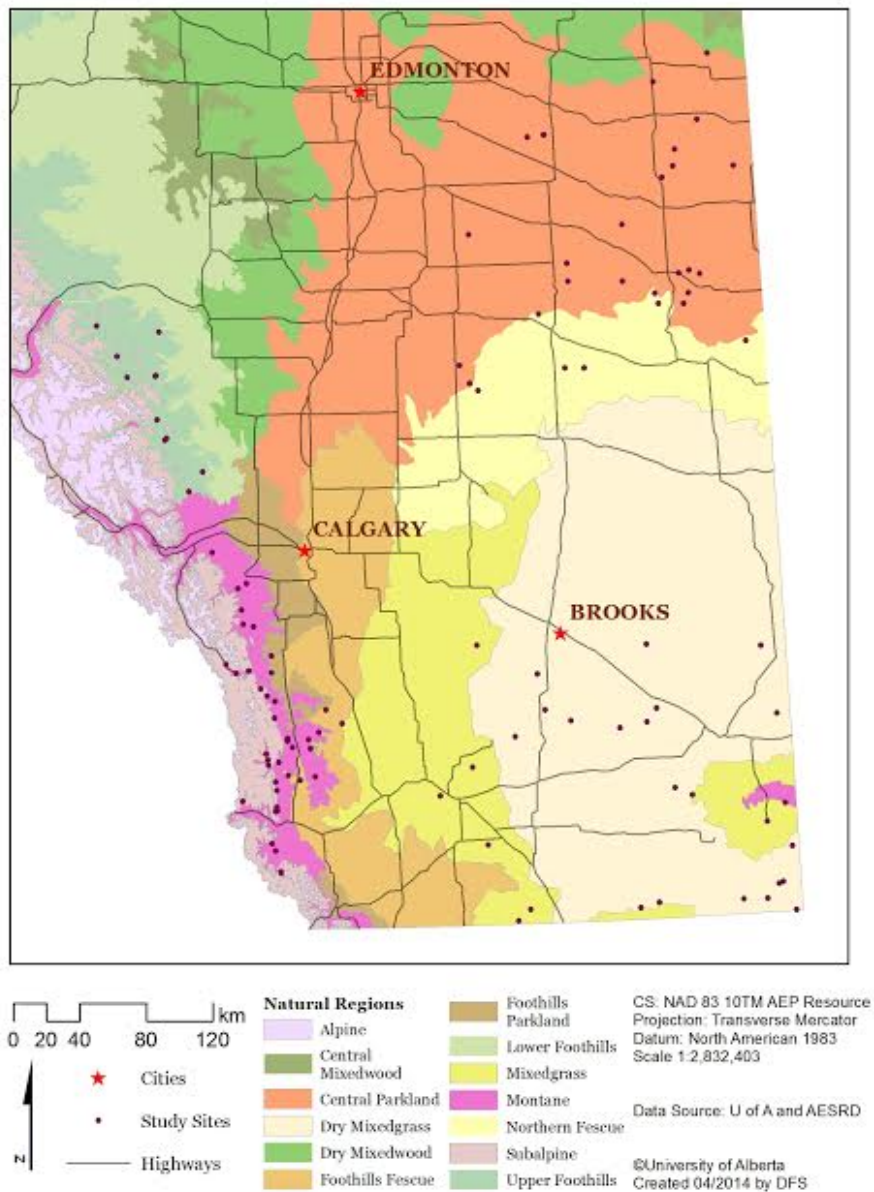 EDMONTON
CALGARY
BROOKS
km
0 20 40 80 120
Cities
Study Sites
Highways
N
Natural Regions
Alpine
Central
Mixedwood
Central Parkland
Dry Mixedgrass
Dry Mixedwood
Foothills Fescue
Foothills
Parkland
Lower Foothills
Mixedgrass
Montane
Northern Fescue
Subalpine
Upper Foothills
CS: NAD 83 10TM AEP Resource
Projection: Transverse Mercator
Datum: North American 1983
Scale 1:2,832,403
Data Source: U of A and AESRD
©University of Alberta
Created 04/2014 by DFS